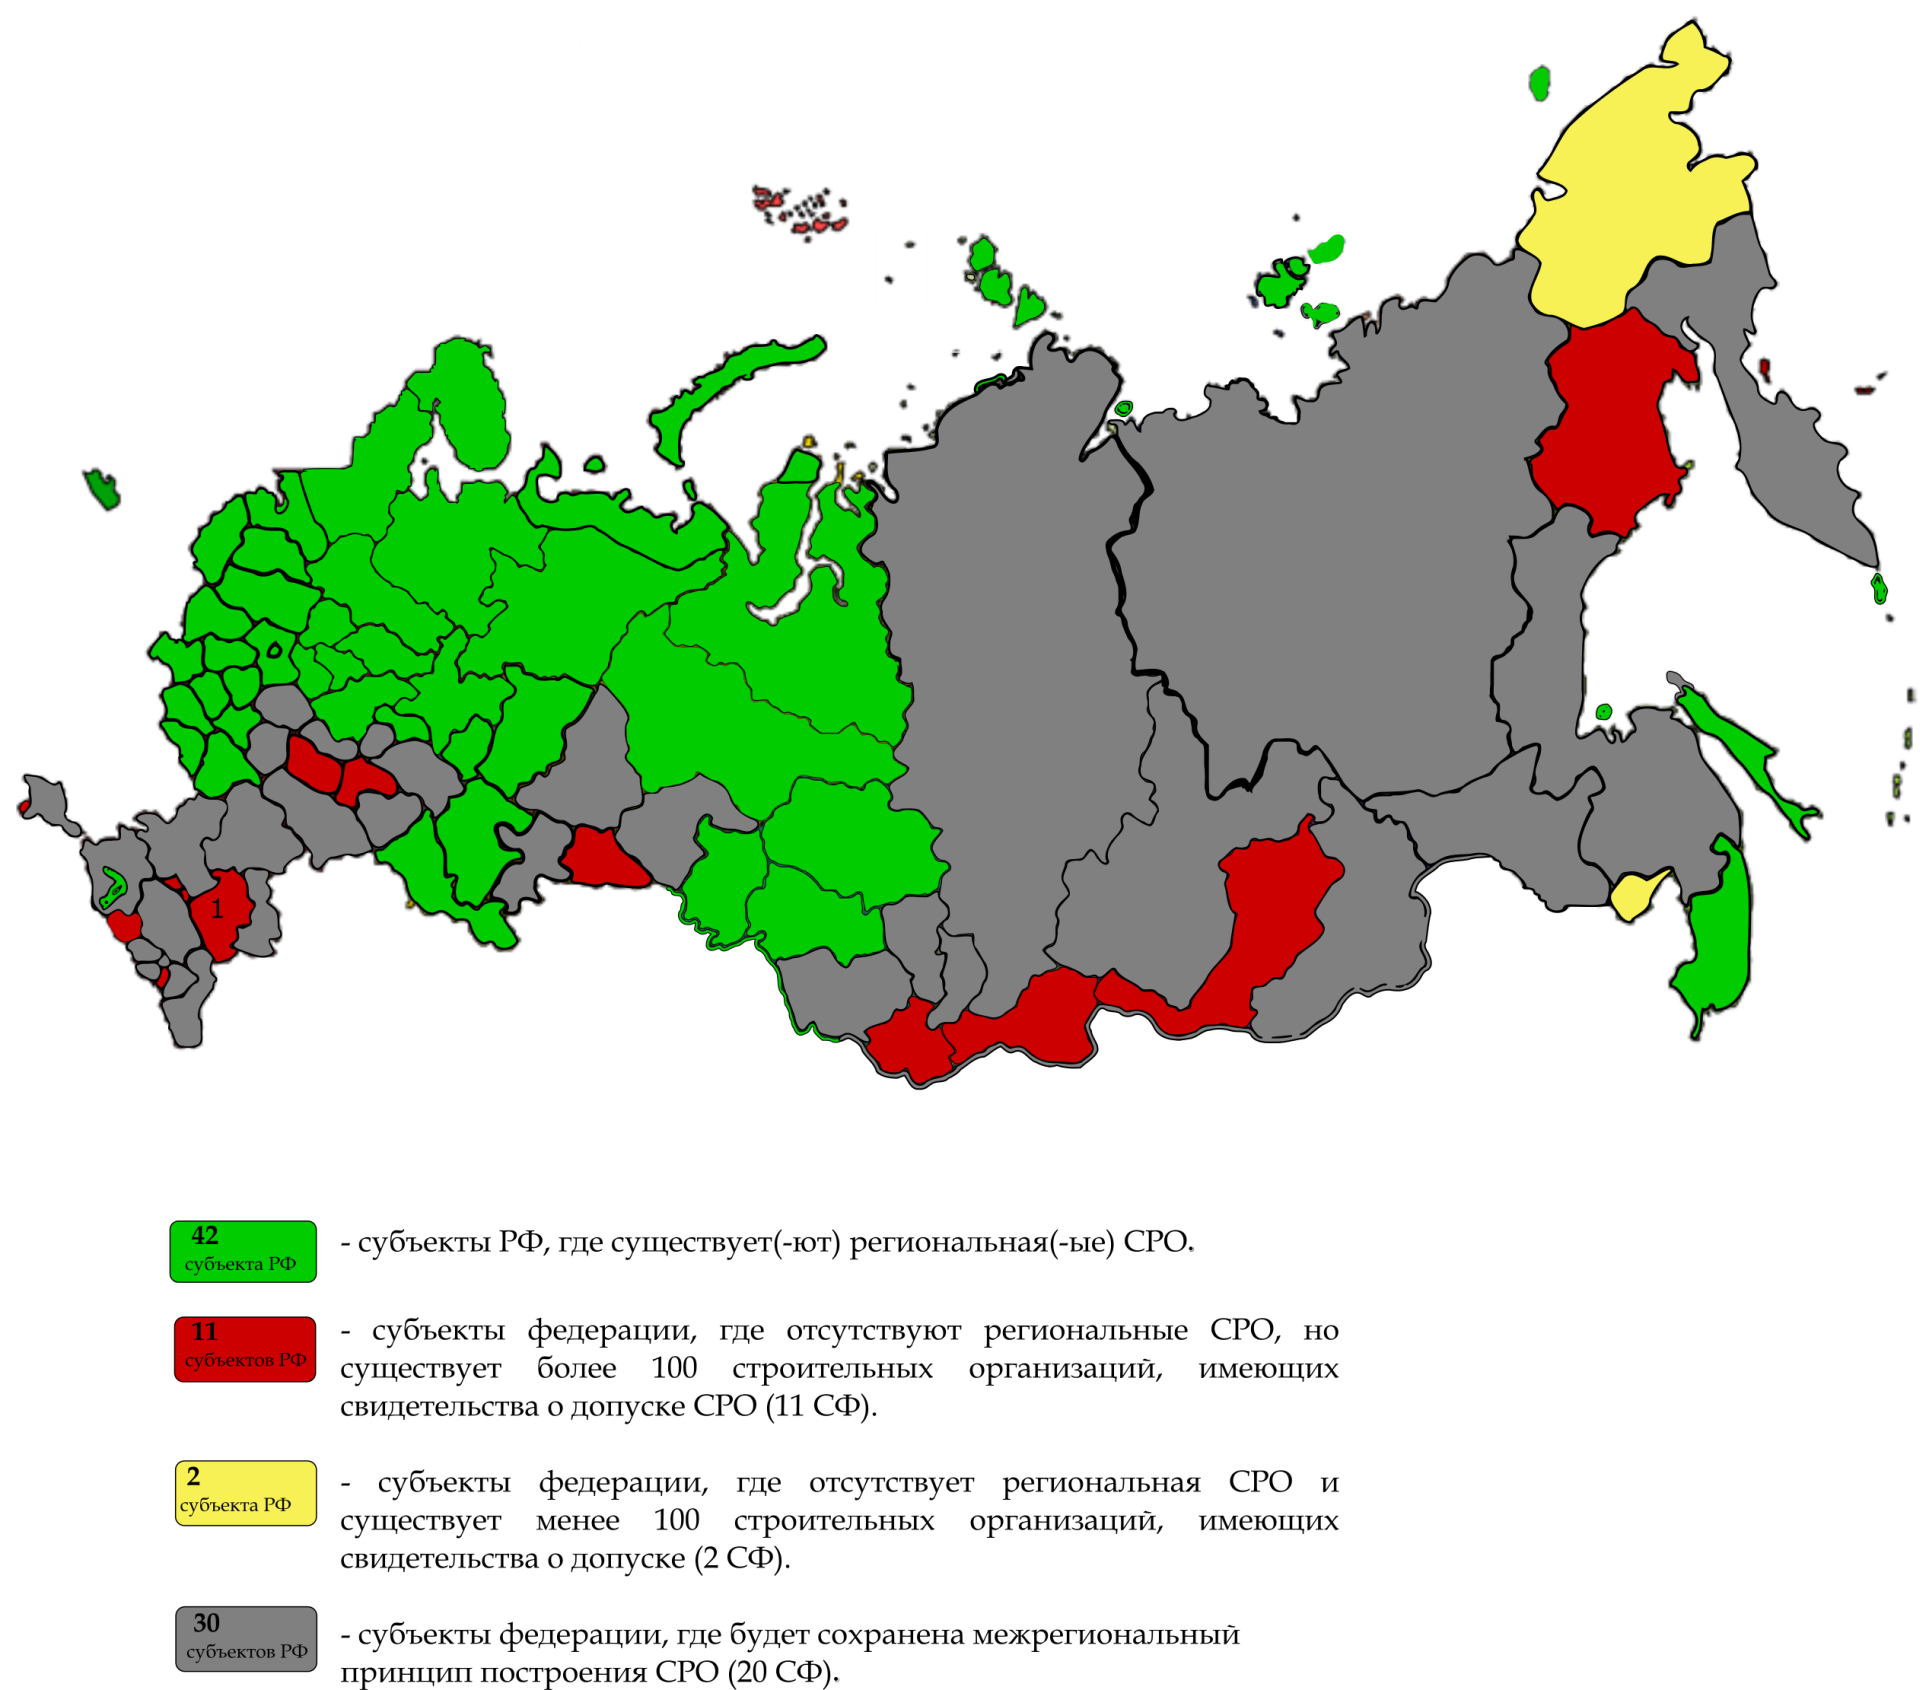 1
42
субъекта РФ
- субъекты РФ, где существует(-ют) региональная(-ые) СРО.
11
субъектов РФ
- субъекты федерации, где отсутствуют региональные СРО, но
существует более 100 строительных организаций, имеющих
свидетельства о допуске СРО (11 СФ).
2
субъекта РФ
- субъекты федерации, где отсутствует региональная СРО и
существует менее 100 строительных организаций, имеющих
свидетельства о допуске (2 СФ).
30
субъектов РФ
- субъекты федерации, где будет сохранена межрегиональный
принцип построения СРО (20 СФ).